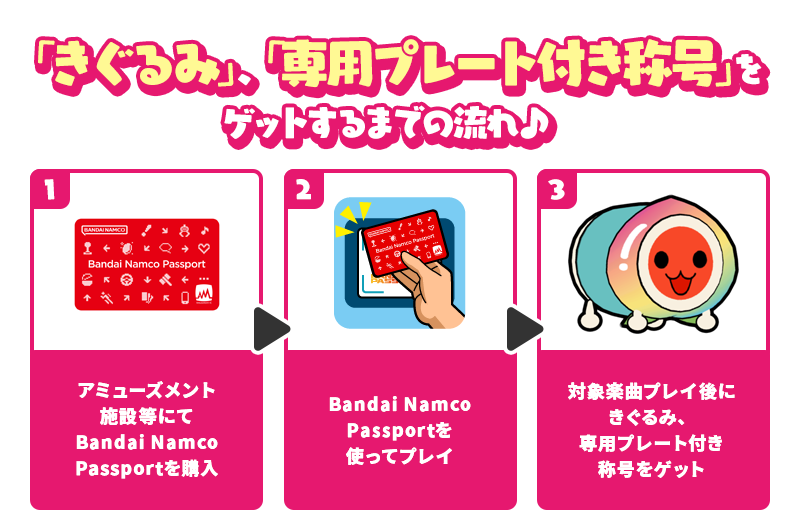 「きぐるみ」、「専用プレート付き称号」を
ゲットするまでの流れ♪
1
BANDAI NAMCO
Bandai Namco Passport
アミューズメント
施設等にて
Bandai Namco
Passportを購入
2
Bandai Namco Passport
Bandai Namco
Passportを
使ってプレイ
3
対象楽曲プレイ後に
きぐるみ、
専用プレート付き
称号をゲット